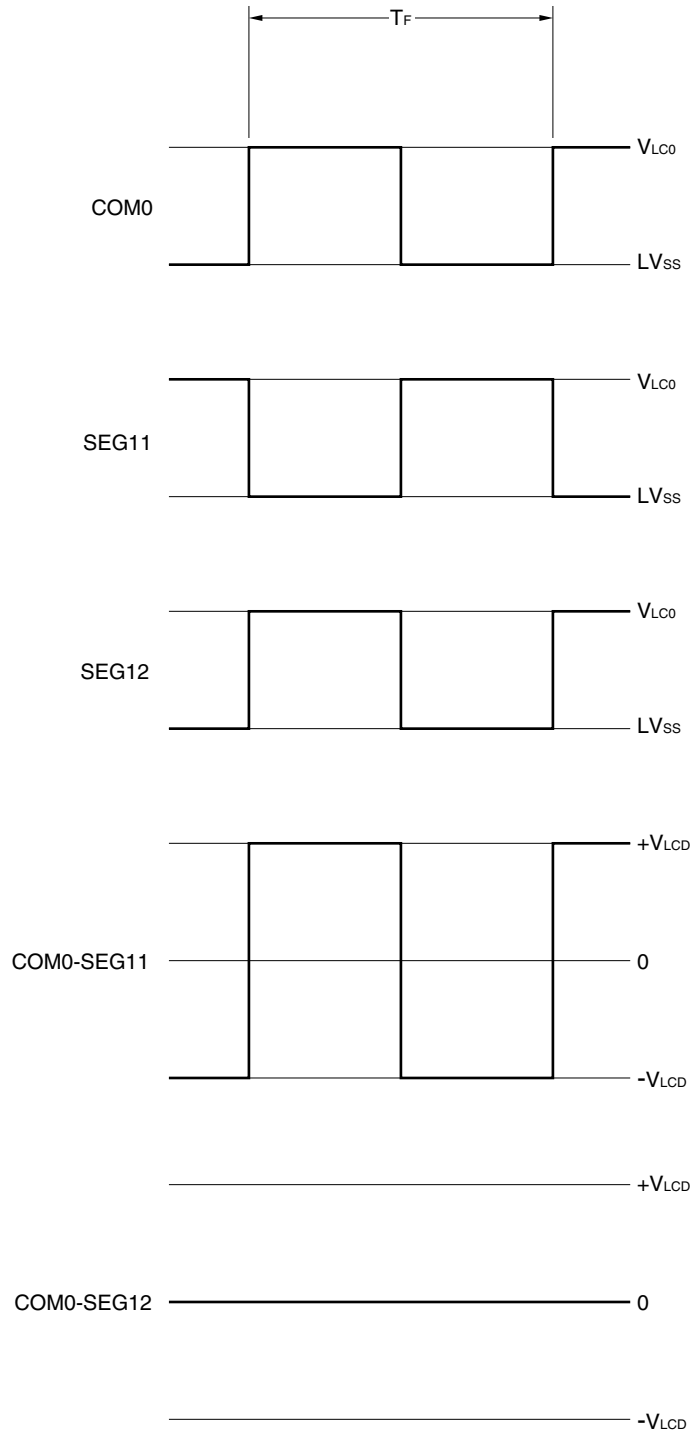 TF
VLC0
COM0
LVSS
VLC0
SEG11
LVSS
VLC0
SEG12
LVSS
+VLCD
COM0-SEG11
0
-VLCD
+VLCD
COM0-SEG12
0
-VLCD